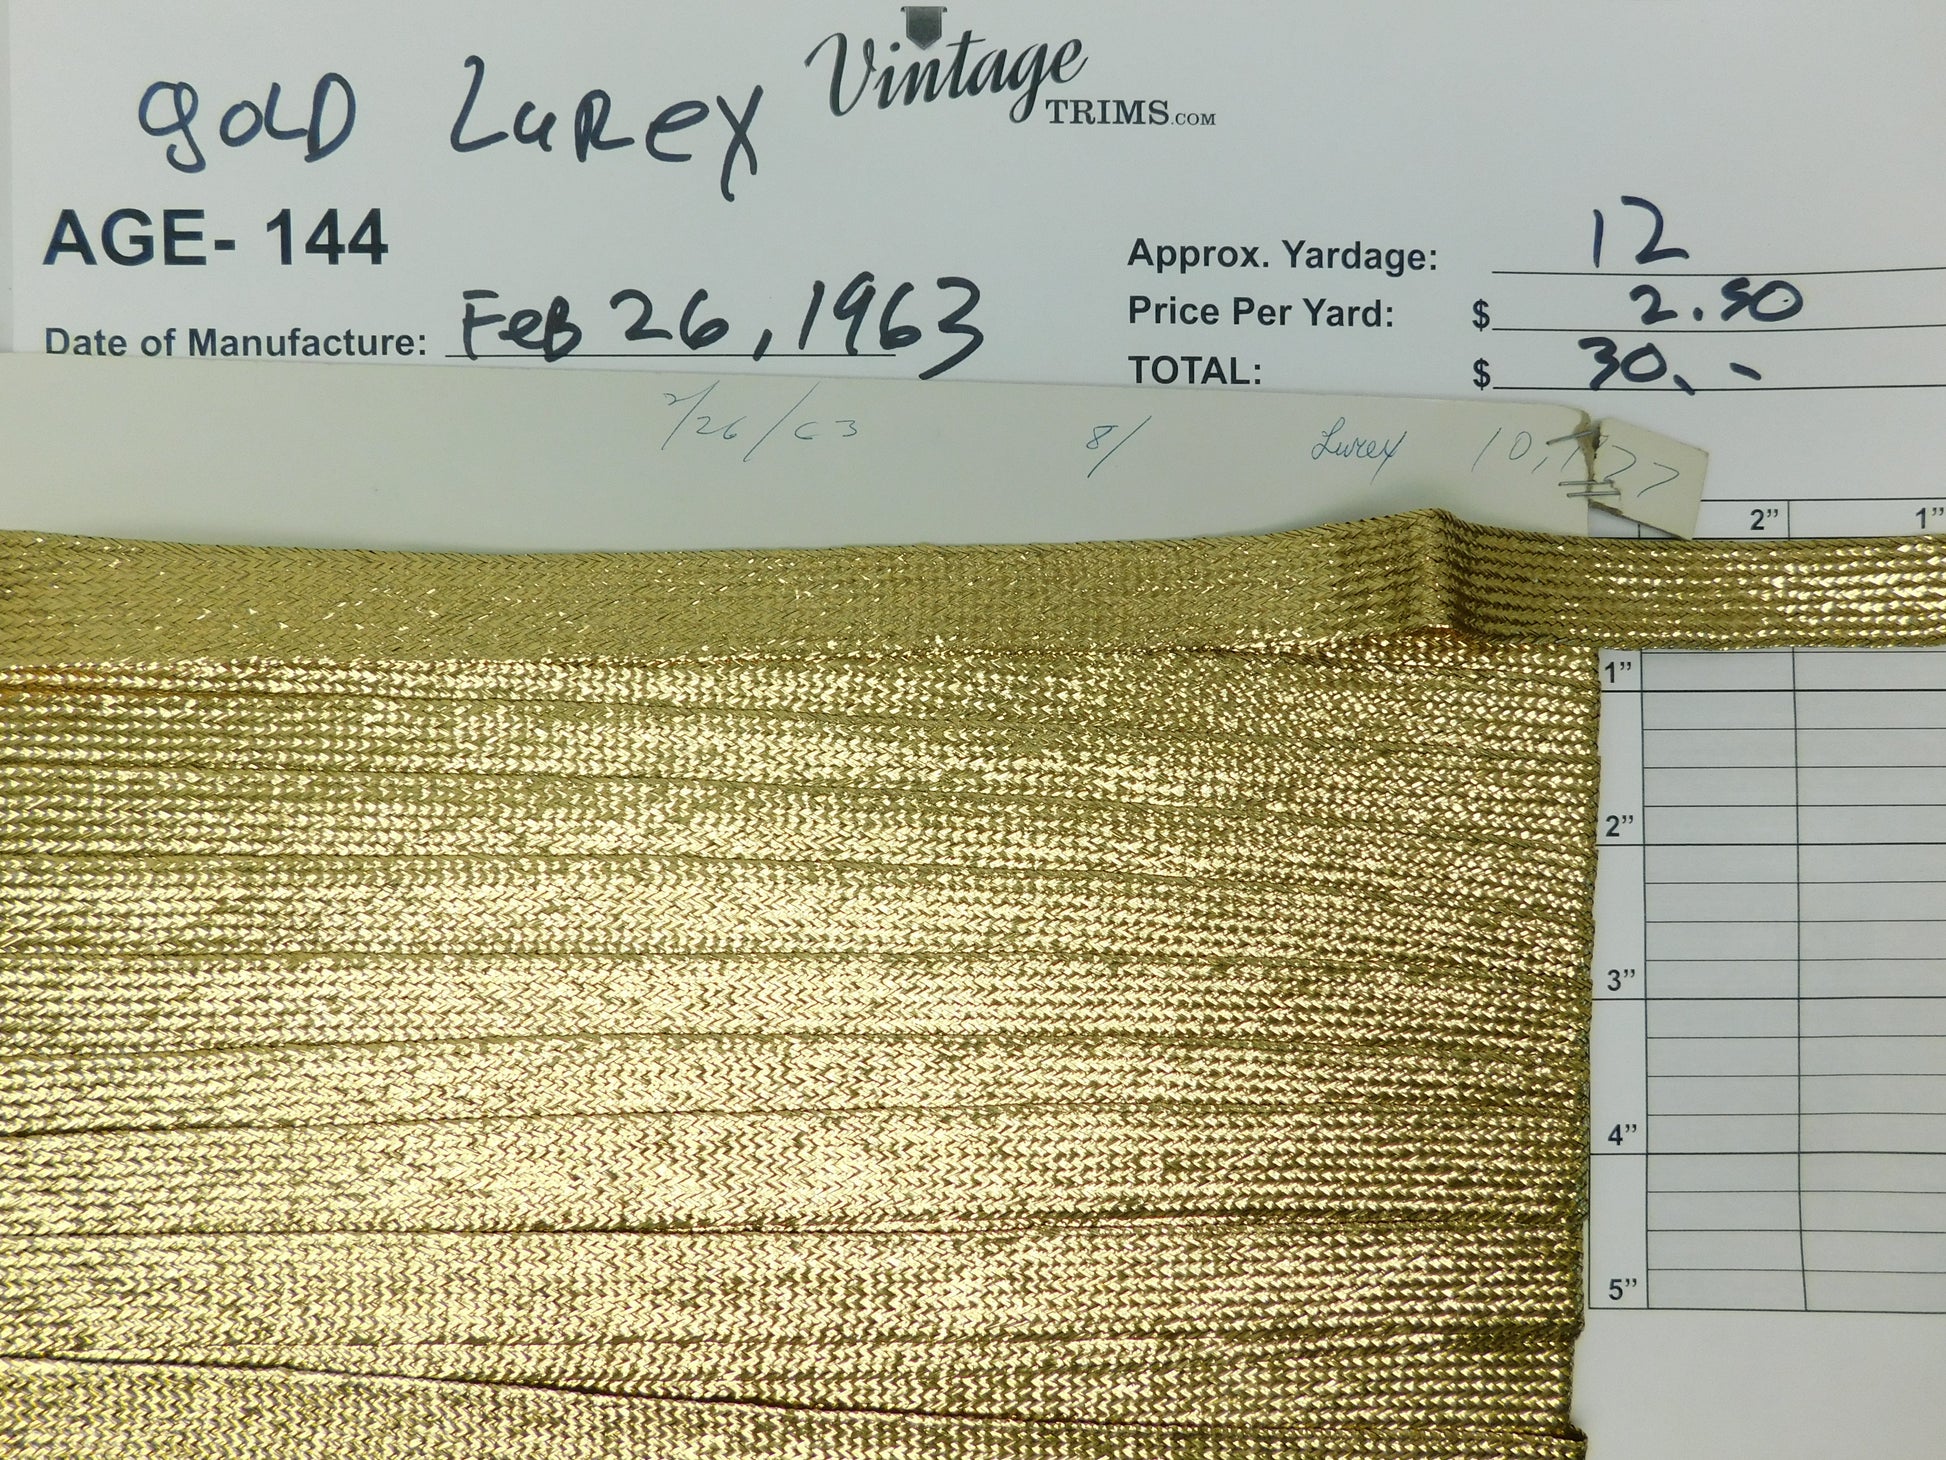 Vintage
TRIMS.COM
gold Lurex
AGE- 144
Date of Manufacture: Feb 26, 1963
Approx. Yardage: 12
Price Per Yard: $ 2.50
TOTAL: $ 30.-
2/26/63 8/ Lurex
2” 1”
1”
2”
3”
4”
5”